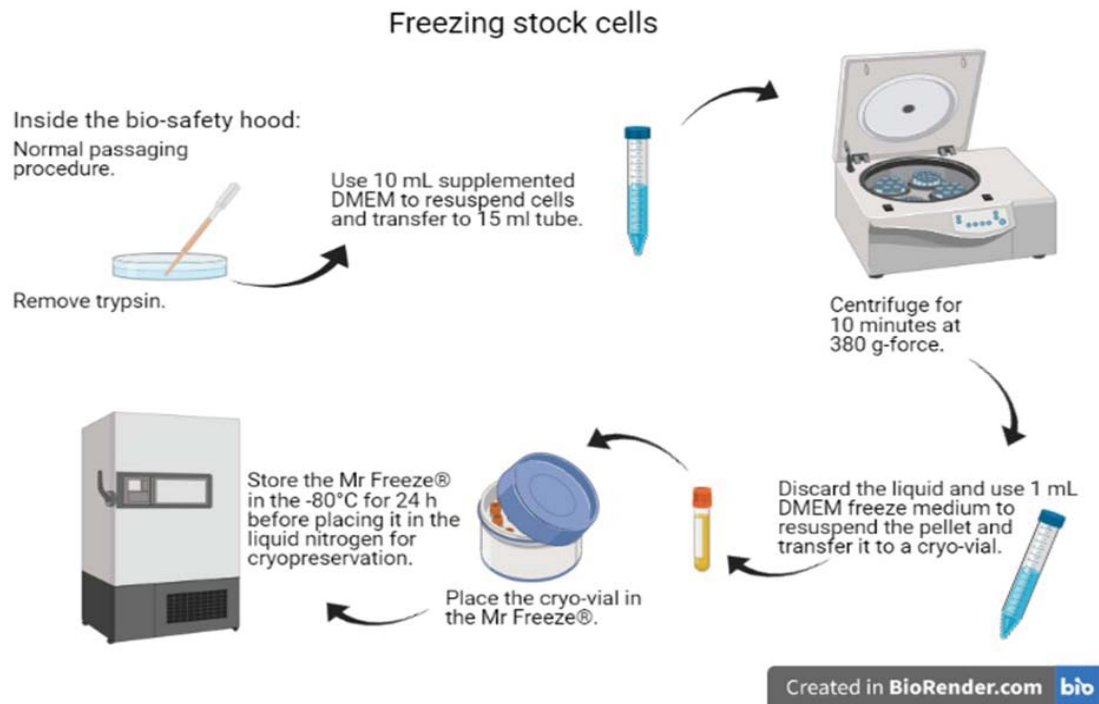 Freezing stock cells
Inside the bio-safety hood:
Normal passaging
procedure.
Remove trypsin.
Use 10 mL supplemented
DMEM to resuspend cells
and transfer to 15 ml tube.
Centrifuge for
10 minutes at
380 g-force.
Discard the liquid and use 1 mL
DMEM freeze medium to
resuspend the pellet and
transfer it to a cryo-vial.
Place the cryo-vial in
the Mr Freeze®.
Store the Mr Freeze®
in the -80°C for 24 h
before placing it in the
liquid nitrogen for
cryopreservation.
Created in BioRender.com bio